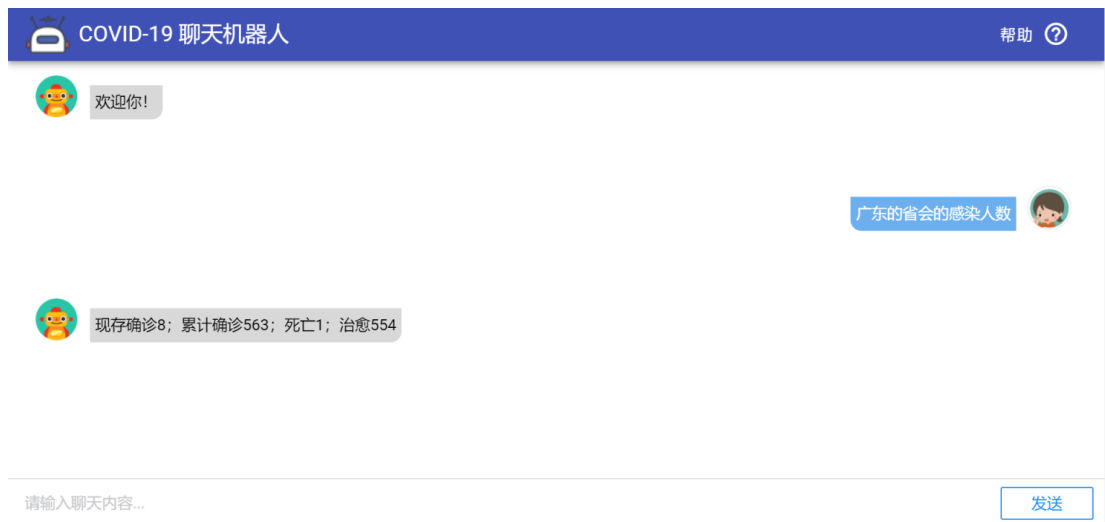 COVID-19 聊天机器人
帮助 ?
欢迎你！
广东的省会的感染人数
现存确诊8；累计确诊563；死亡1；治愈554
请输入聊天内容...
发送